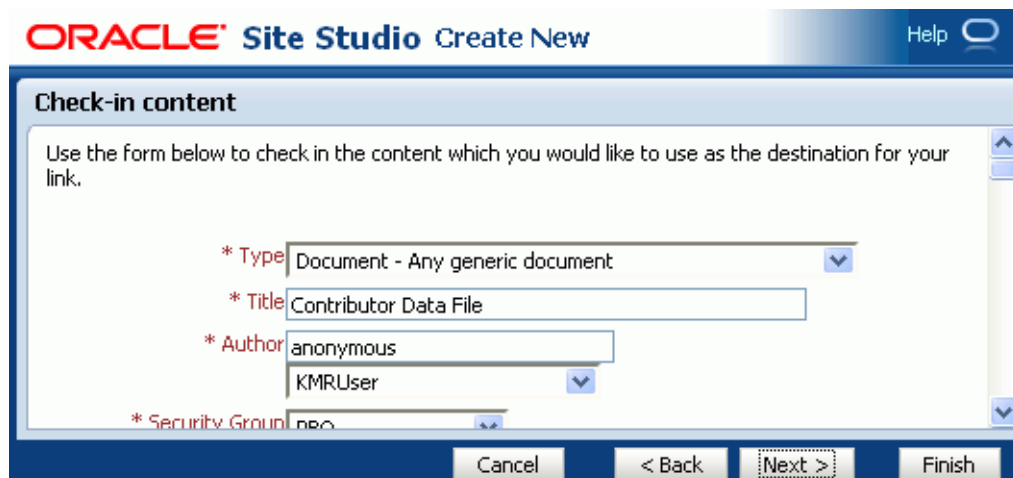 ORACLE Site Studio Create New Help
Check-in content
Use the form below to check in the content which you would like to use as the destination for your
link.
* Type Document - Any generic document
* Title Contributor Data File
* Author anonymous
KMRUser
* Security Group
Cancel < Back Next > Finish